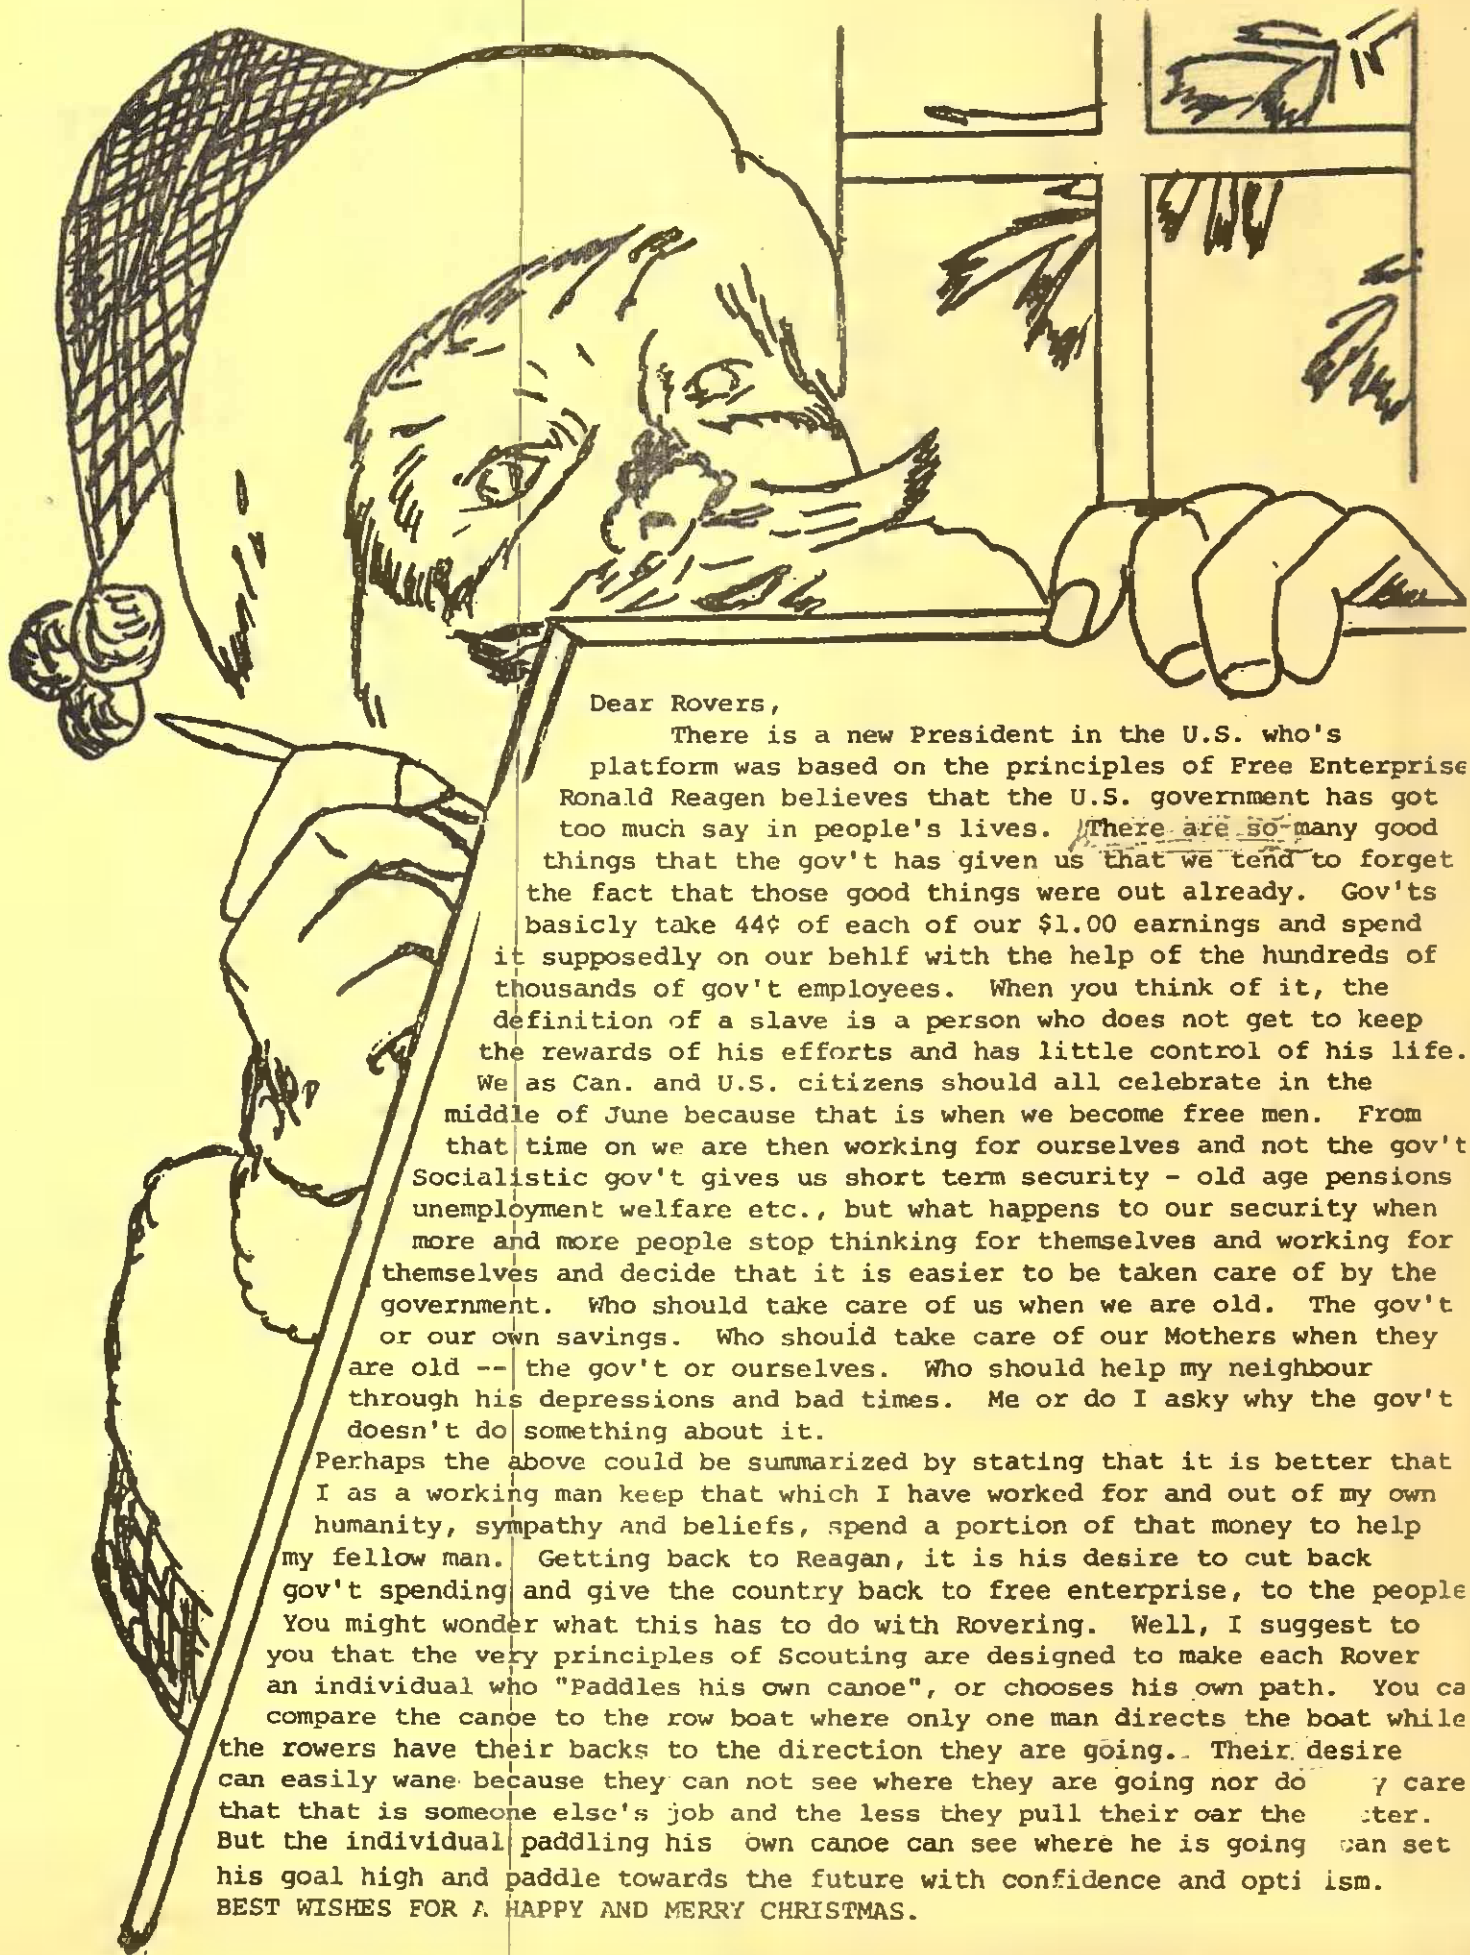 Dear Rovers,
There is a new President in the U.S. who's
platform was based on the principles of Free Enterprise
Ronald Reagen believes that the U.S. government has got
too much say in people's lives. There are so many good
things that the gov't has given us that we tend to forget
the fact that those good things were out already. Gov'ts
basicly take 44¢ of each of our $1.00 earnings and spend
it supposedly on our behlf with the help of the hundreds of
thousands of gov't employees. When you think of it, the
definition of a slave is a person who does not get to keep
the rewards of his efforts and has little control of his life.
We as Can. and U.S. citizens should all celebrate in the
middle of June because that is when we become free men. From
that time on we are then working for ourselves and not the gov't
Socialistic gov't gives us short term security - old age pensions
unemployment welfare etc., but what happens to our security when
more and more people stop thinking for themselves and working for
themselves and decide that it is easier to be taken care of by the
government. Who should take care of us when we are old. The gov't
or our own savings. Who should take care of our Mothers when they
are old -- the gov't or ourselves. Who should help my neighbour
through his depressions and bad times. Me or do I asky why the gov't
doesn't do something about it.
Perhaps the above could be summarized by stating that it is better that
I as a working man keep that which I have worked for and out of my own
humanity, sympathy and beliefs, spend a portion of that money to help
my fellow man. Getting back to Reagan, it is his desire to cut back
gov't spending and give the country back to free enterprise, to the people
You might wonder what this has to do with Rovering. Well, I suggest to
you that the very principles of Scouting are designed to make each Rover
an individual who "Paddles his own canoe", or chooses his own path. You ca
compare the canoe to the row boat where only one man directs the boat while
the rowers have their backs to the direction they are going. Their desire
can easily wane because they can not see where they are going nor do care
that that is someone else's job and the less they pull their oar the
But the individual paddling his own canoe can see where he is going can set
his goal high and paddle towards the future with confidence and opti ism.
BEST WISHES FOR A HAPPY AND MERRY CHRISTMAS.